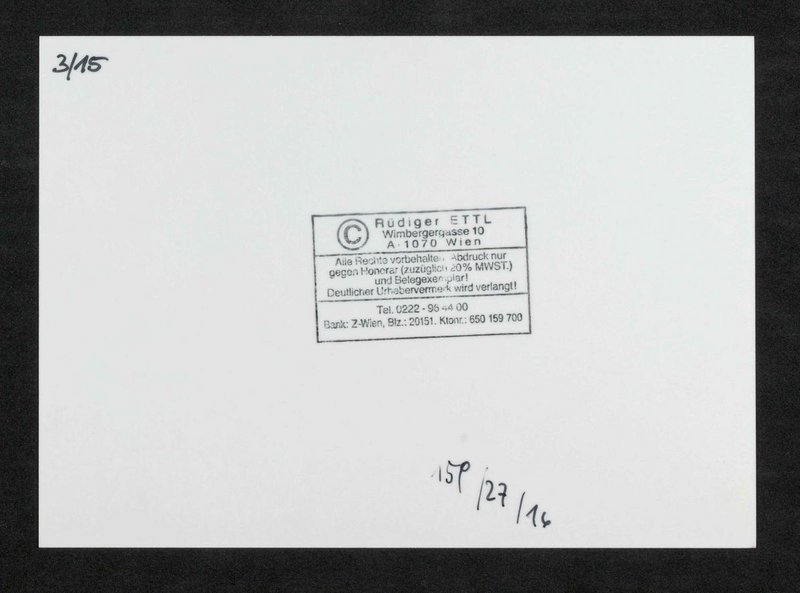 3/15
© Rüdiger ETTL
Wimbergergasse 10
A-1070 Wien
Alle Rechte vorbehalten. Abdruck nur
gegen Honorar (zuzüglich 20% MWST.)
und Belegexemplar!
Deutlicher Urhebervermerk wird verlangt!
Tel. 0222 - 96 44 00
Bank: Z-Wien, Blz.: 20151. Ktonr.: 650 159 700
/27/16